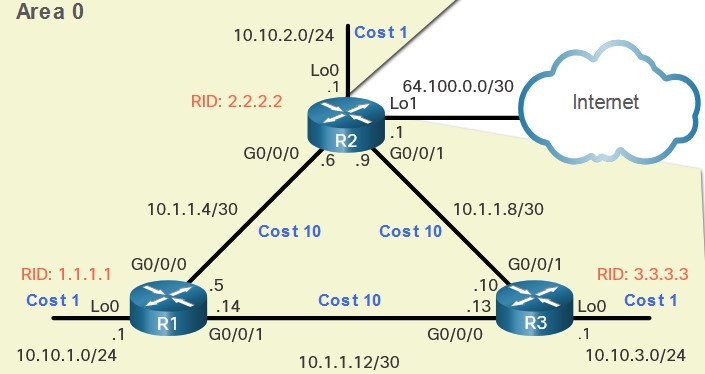 Area 0
10.10.2.0/24 Cost 1
Lo0
.1
64.100.0.0/30
Internet
RID: 2.2.2.2
Lo1
.1
R2
G0/0/0
.6
.9
G0/0/1
10.1.1.4/30
10.1.1.8/30
Cost 10
Cost 10
G0/0/0
G0/0/1
RID: 1.1.1.1
RID: 3.3.3.3
.5
.10
Cost 1
Lo0
.14
Cost 10
.13
Lo0
Cost 1
.1
R1
G0/0/1
G0/0/0
R3
.1
10.10.1.0/24
10.1.1.12/30
10.10.3.0/24